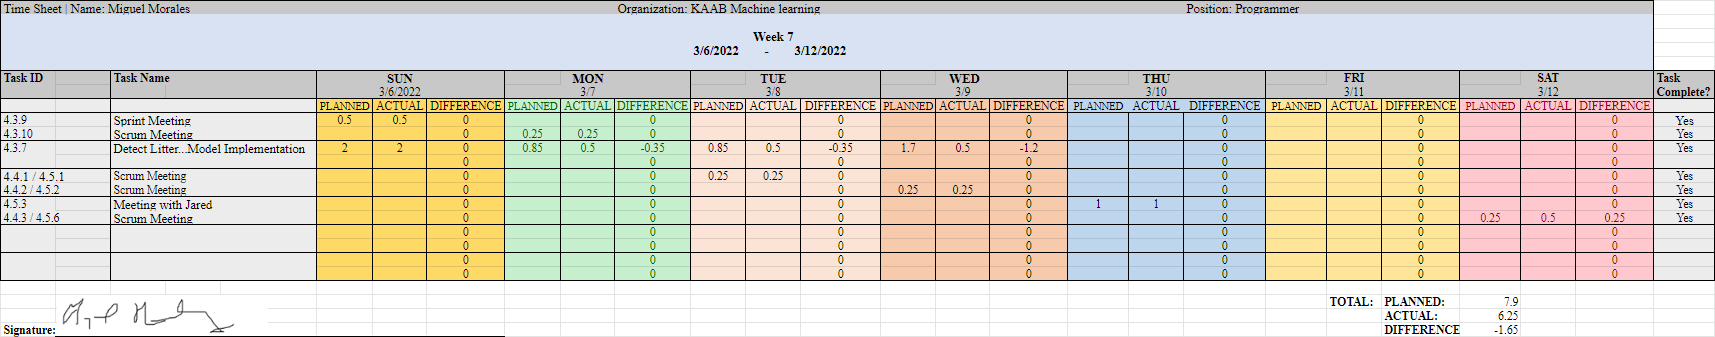 Time Sheet | Name: Miguel Morales Organization: KAAB Machine learning Position: Programmer
Week 7
3/6/2022 - 3/12/2022
Task ID Task Name SUN MON TUE WED THU FRI SAT Task
3/6/2022 3/7 3/8 3/9 3/10 3/11 3/12 Complete?
PLANNED ACTUAL DIFFERENCE PLANNED ACTUAL DIFFERENCE PLANNED ACTUAL DIFFERENCE PLANNED ACTUAL DIFFERENCE PLANNED ACTUAL DIFFERENCE PLANNED ACTUAL DIFFERENCE PLANNED ACTUAL DIFFERENCE
4.3.9 Sprint Meeting 0.5 0.5 0 0 0 0 0 0 0 Yes
4.3.10 Scrum Meeting 0 0.25 0.25 0 0 0 0 0 0 Yes
4.3.7 Detect Litter...Model Implementation 2 2 0 0.85 0.5 -0.35 0.85 0.5 -0.35 1.7 0.5 -1.2 0 0 0 Yes
0 0 0 0 0 0 0
4.4.1 / 4.5.1 Scrum Meeting 0 0 0.25 0.25 0 0 0 0 0 Yes
4.4.2 / 4.5.2 Scrum Meeting 0 0 0 0.25 0.25 0 0 0 0 Yes
4.5.3 Meeting with Jared 0 0 0 0 1 1 0 0 0 Yes
4.4.3 / 4.5.6 Scrum Meeting 0 0 0 0 0 0 0.25 0.5 0.25 Yes
0 0 0 0 0 0 0
0 0 0 0 0 0 0
0 0 0 0 0 0 0
0 0 0 0 0 0 0
TOTAL: PLANNED: 7.9
ACTUAL: 6.25
Signature: DIFFERENCE -1.65